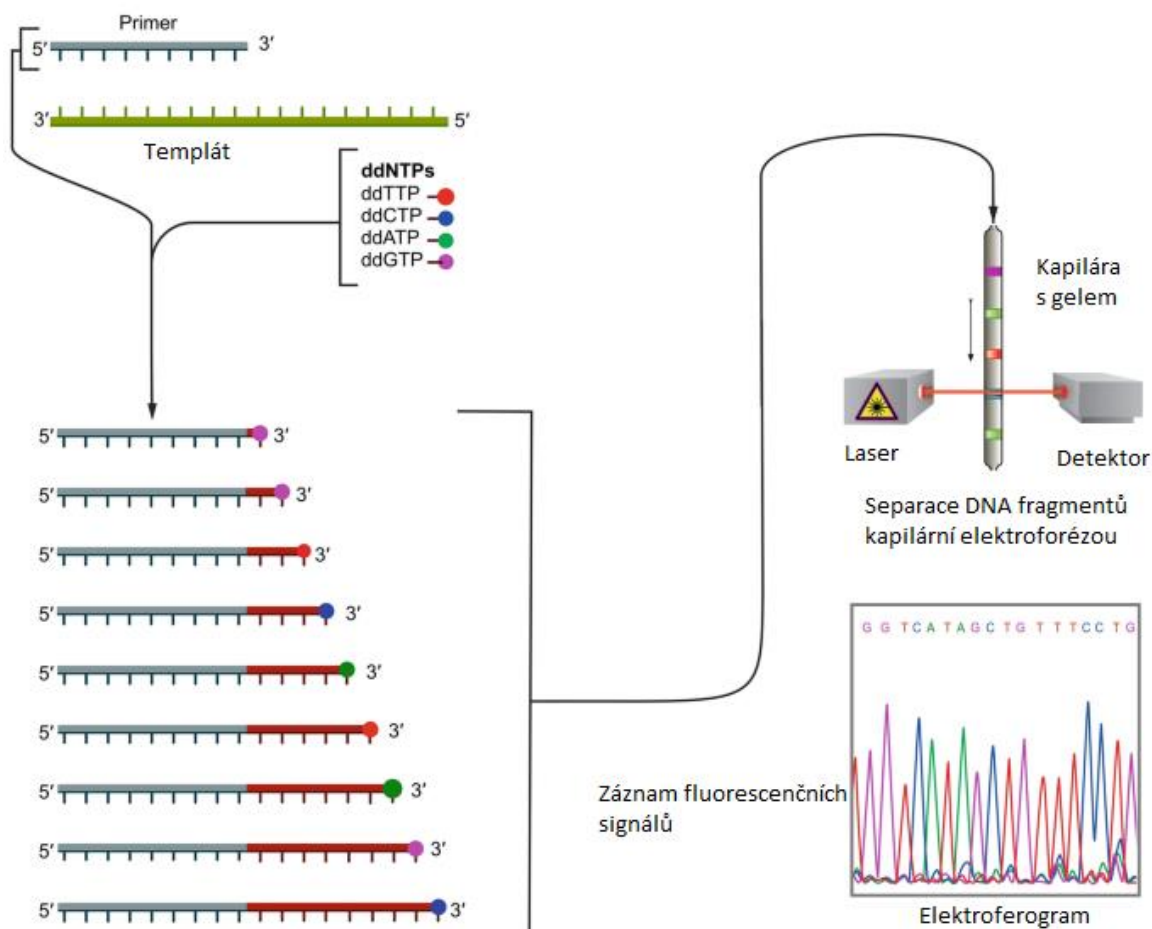 Primer
5′ 3′
3′ 5′
Templát
ddNTPs
ddTTP
ddCTP
ddATP
ddGTP
5′ 3′
5′ 3′
5′ 3′
5′ 3′
5′ 3′
5′ 3′
5′ 3′
5′ 3′
5′ 3′
Kapilára
s gelem
Laser
Detektor
Separace DNA fragmentů
kapilární elektroforézou
Záznam fluorescenčních
signálů
G G T C A T A G C T G T T T C C T G
Elektroferogram